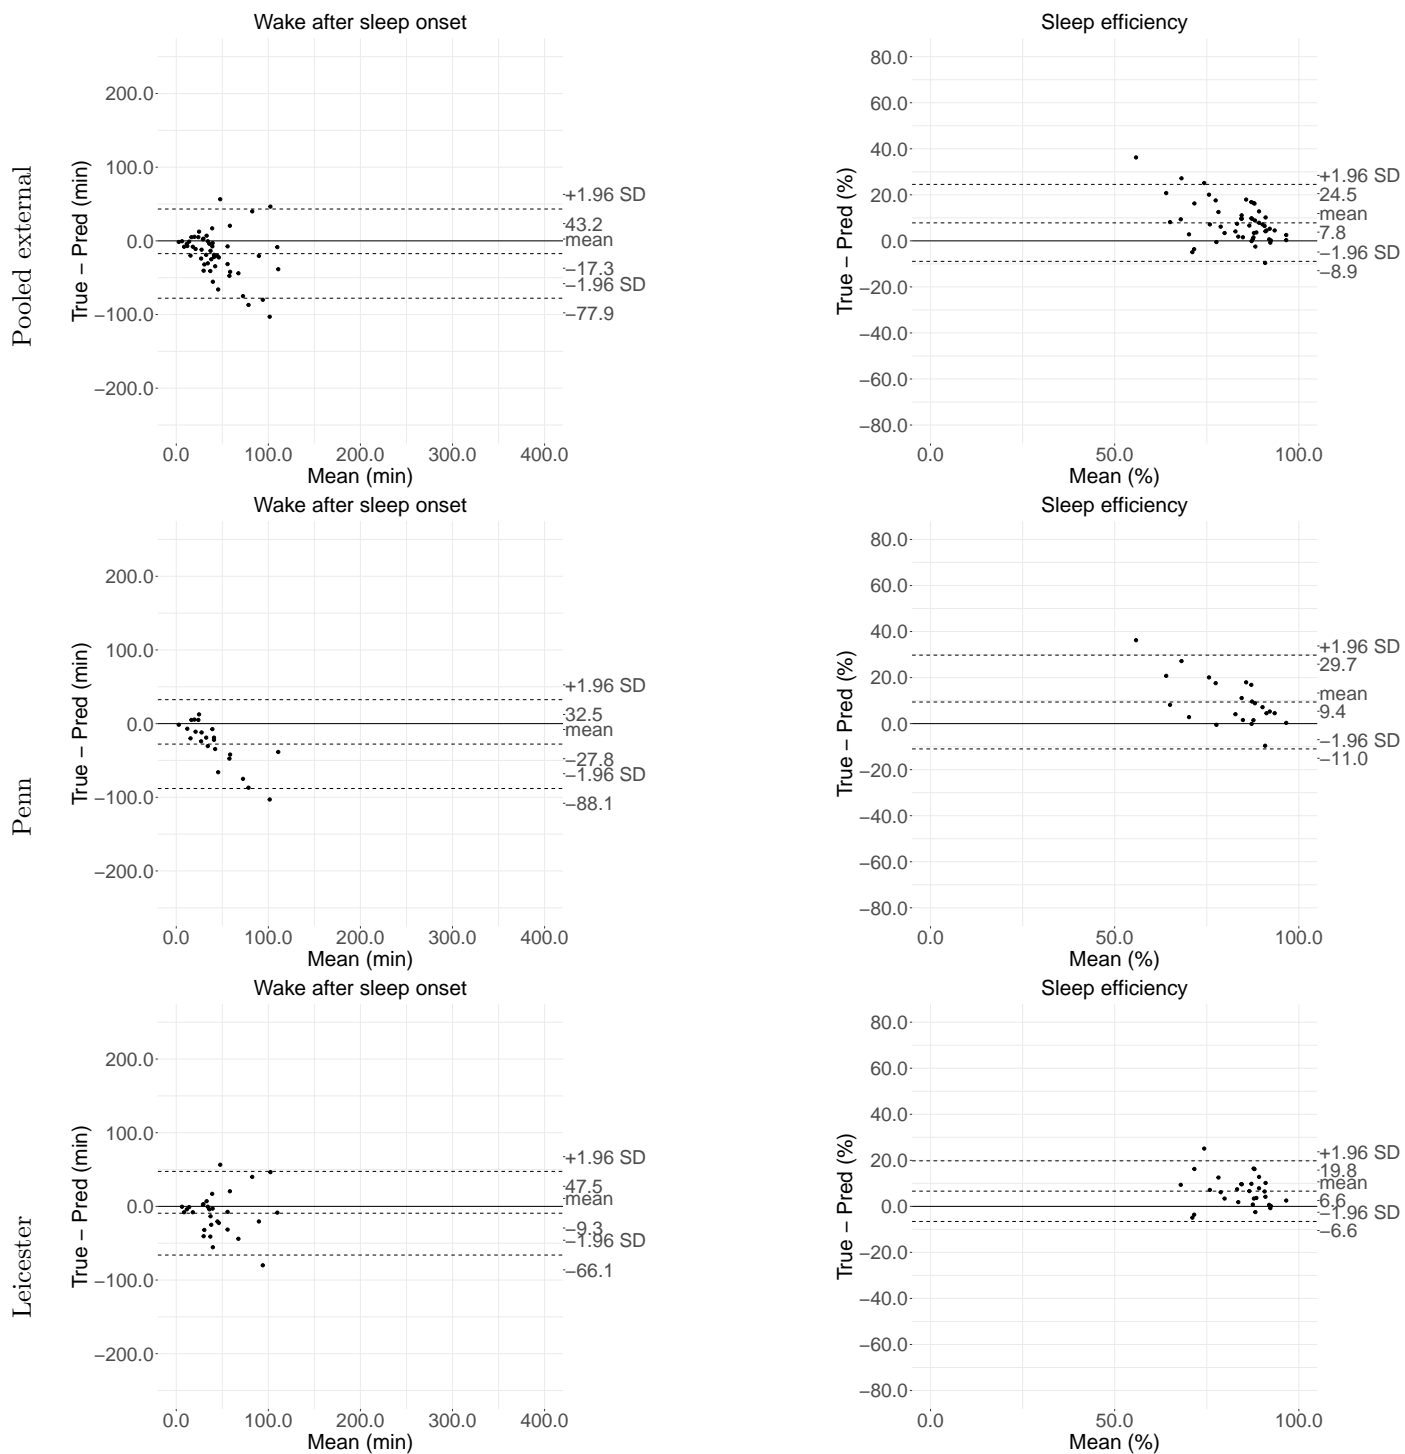 Pooled external
Wake after sleep onset
True − Pred (min)
200.0
100.0
0.0
−100.0
−200.0
+1.96 SD
43.2
mean
−17.3
−1.96 SD
−77.9
0.0 100.0 200.0 300.0 400.0
Mean (min)
Sleep efficiency
True − Pred (%)
80.0
60.0
40.0
20.0
0.0
−20.0
−40.0
−60.0
−80.0
+1.96 SD
24.5
mean
7.8
−1.96 SD
−8.9
0.0 50.0 100.0
Mean (%)
Penn
Wake after sleep onset
True − Pred (min)
200.0
100.0
0.0
−100.0
−200.0
+1.96 SD
32.5
mean
−27.8
−1.96 SD
−88.1
0.0 100.0 200.0 300.0 400.0
Mean (min)
Sleep efficiency
True − Pred (%)
80.0
60.0
40.0
20.0
0.0
−20.0
−40.0
−60.0
−80.0
+1.96 SD
29.7
mean
9.4
−1.96 SD
−11.0
0.0 50.0 100.0
Mean (%)
Leicester
Wake after sleep onset
True − Pred (min)
200.0
100.0
0.0
−100.0
−200.0
+1.96 SD
47.5
mean
−9.3
−1.96 SD
−66.1
0.0 100.0 200.0 300.0 400.0
Mean (min)
Sleep efficiency
True − Pred (%)
80.0
60.0
40.0
20.0
0.0
−20.0
−40.0
−60.0
−80.0
+1.96 SD
19.8
mean
6.6
−1.96 SD
−6.6
0.0 50.0 100.0
Mean (%)